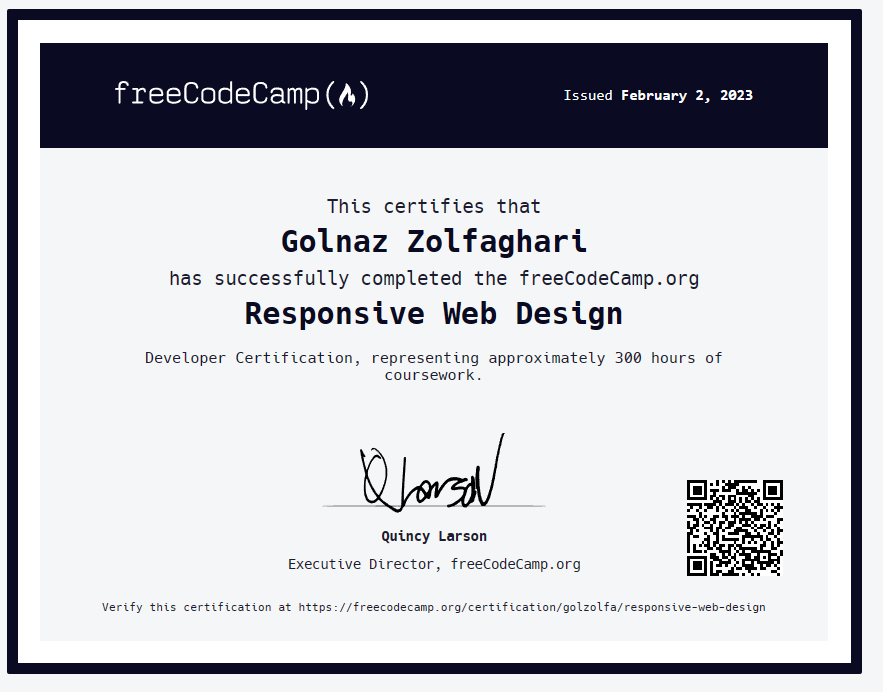 freeCodeCamp
Issued February 2, 2023
This certifies that
Golnaz Zolfaghari
has successfully completed the freeCodeCamp.org
Responsive Web Design
Developer Certification, representing approximately 300 hours of
coursework.
Q Larson
Quincy Larson
Executive Director, freeCodeCamp.org
Verify this certification at https://freecodecamp.org/certification/golzolfa/responsive-web-design